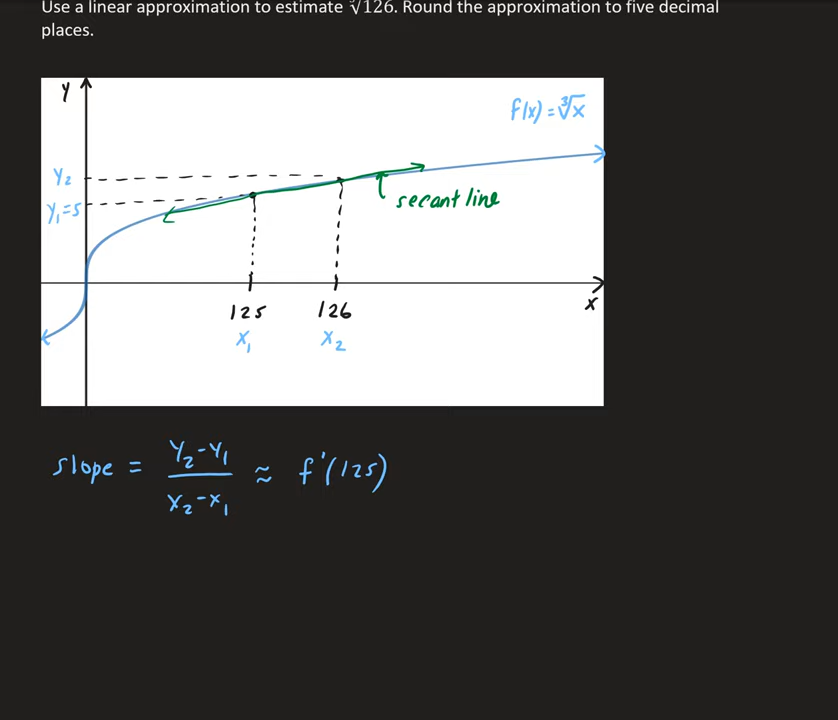 Use a linear approximation to estimate ∛126. Round the approximation to five decimal
places.
Y
f(x) = ∛x
Y₂
Y₁=5
secant line
125
126
X
X₁
X₂
slope = (Y₂-Y₁)/(X₂-X₁) ≈ f'(125)